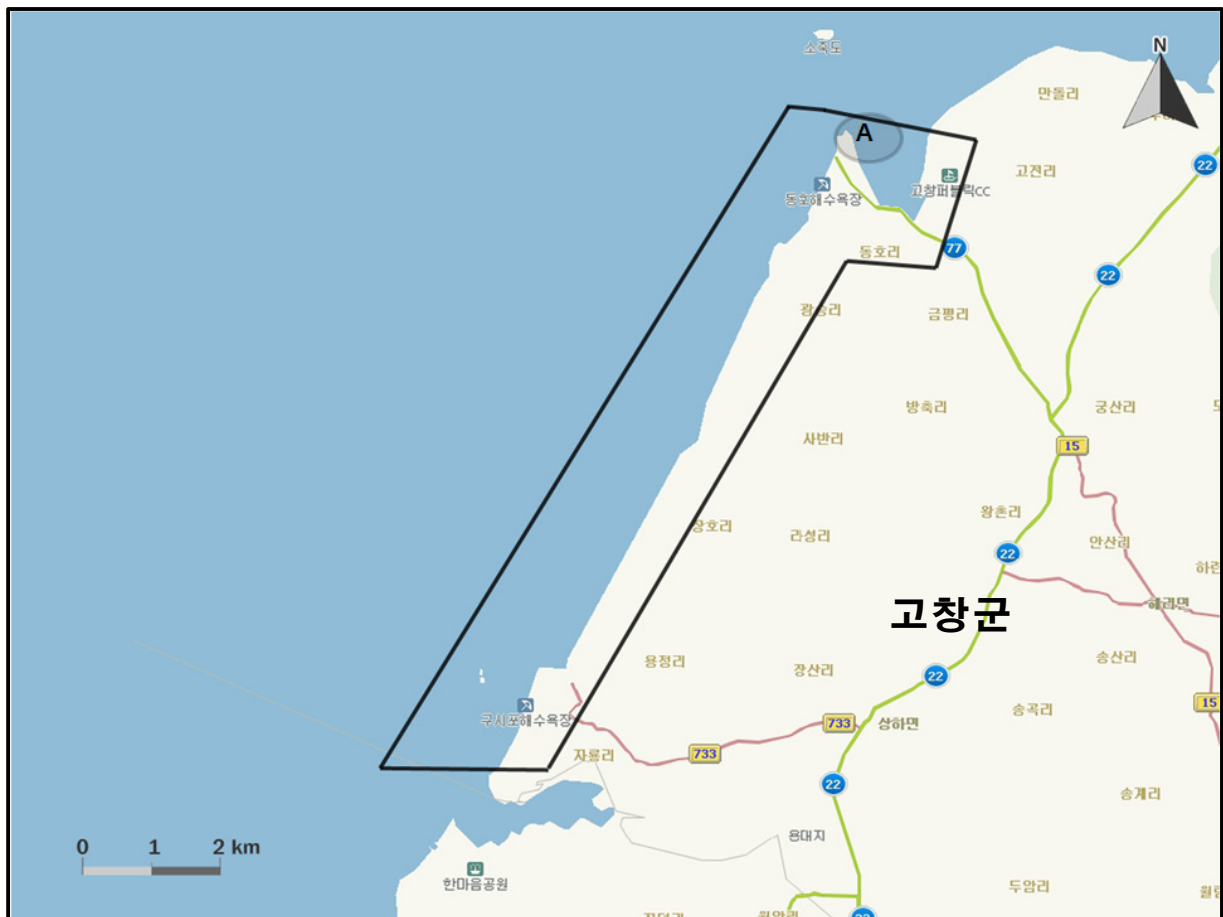 소죽도
N
만돌리
A
22
고전리
고창퍼블릭CC
동호해수욕장
77
동호리
22
광승리
금평리
방축리
궁산리
사반리
15
장호리
왕촌리
라성리
안산리
22
하련
고창군
해리면
용정리
송산리
장산리
22
15
구시포해수욕장
733
상하면
송곡리
733
자룡리
22
송계리
0 1 2 km
용대지
한마음공원
두암리
22